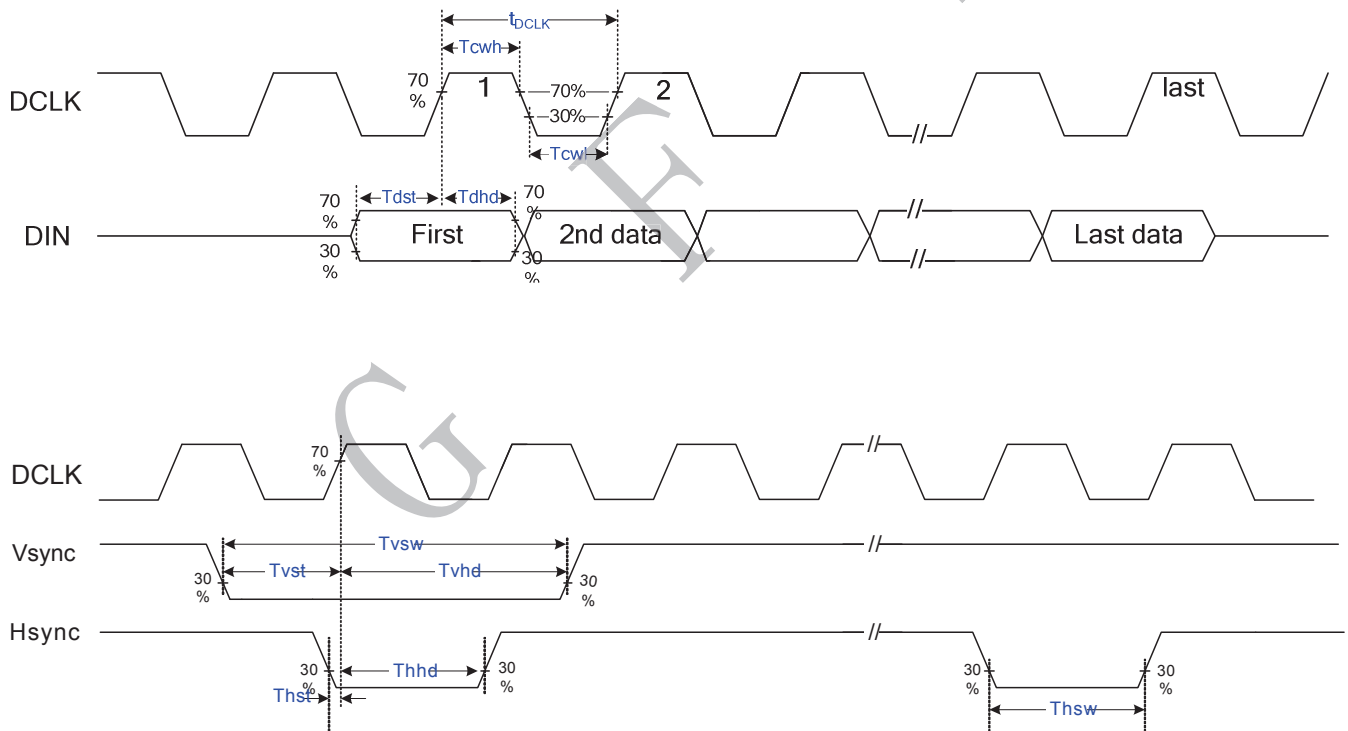 tDCLK
Tcwh
DCLK
70
%
1
70%
2
last
30%
Tcwl
70
%
Tdst
Tdhd
70
%
DIN
First
2nd data
Last data
30
%
30
%
F
G
DCLK
70
%
Vsync
Tvsw
30
%
Tvst
Tvhd
30
%
Hsync
30
%
Thhd
30
%
30
%
30
%
Thst
Thsw